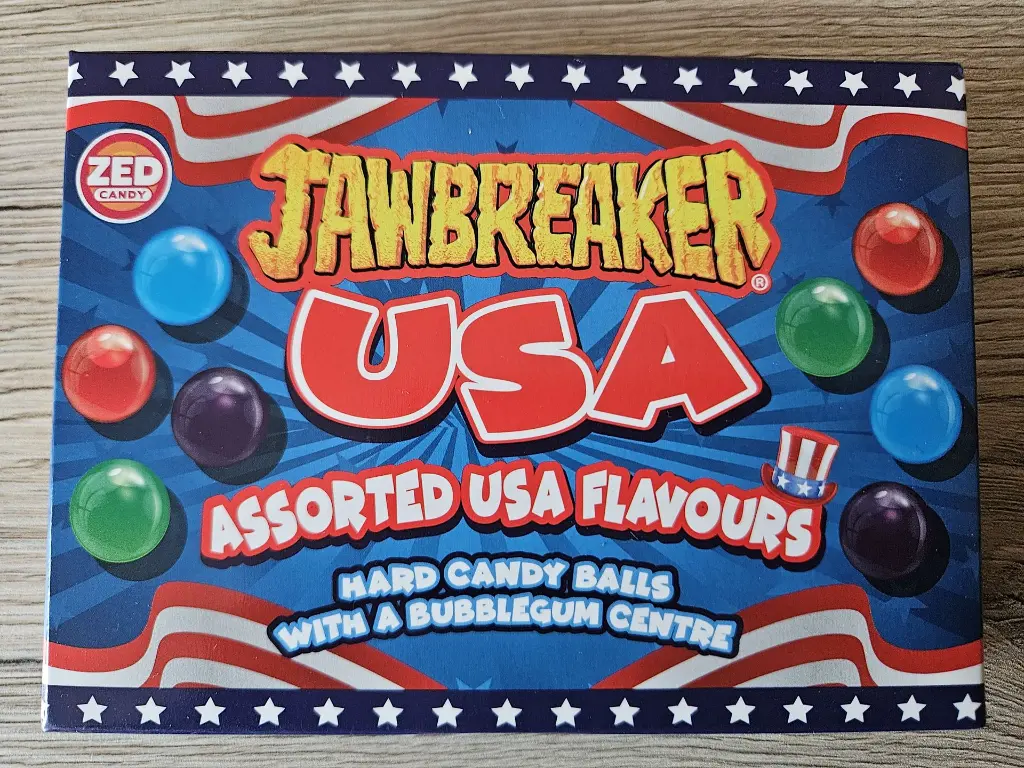 ZED
CANDY
JAWBREAKER®
USA
ASSORTED USA FLAVOURS
HARD CANDY BALLS
WITH A BUBBLEGUM CENTRE